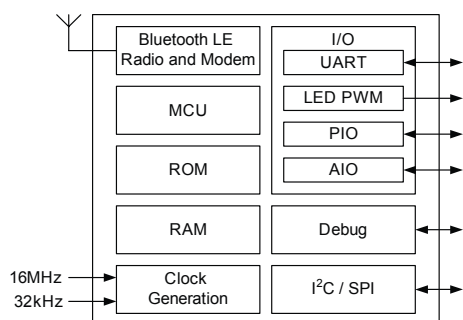 Bluetooth LE
Radio and Modem
MCU
ROM
RAM
16MHz
32kHz
Clock
Generation
I/O
UART
LED PWM
PIO
AIO
Debug
I²C / SPI